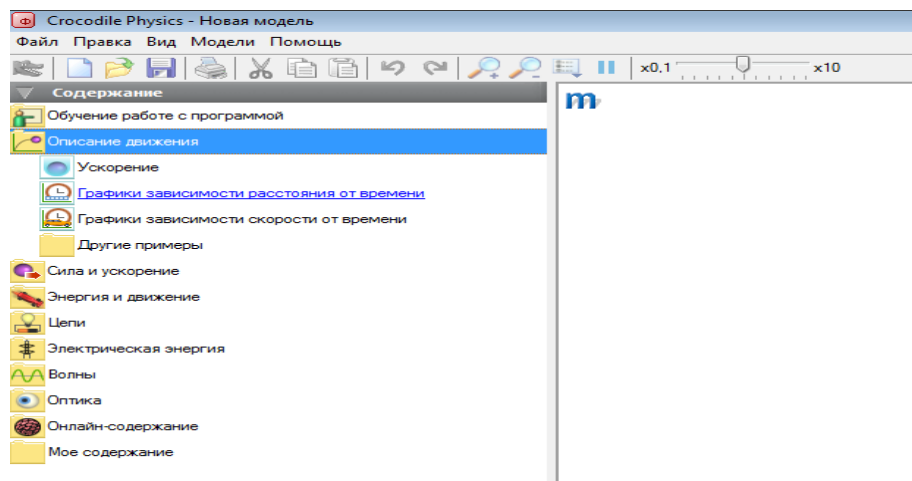 Crocodile Physics - Новая модель
Файл Правка Вид Модели Помощь
x0.1 x10
Содержание
m
Обучение работе с программой
Описание движения
Ускорение
Графики зависимости расстояния от времени
Графики зависимости скорости от времени
Другие примеры
Сила и ускорение
Энергия и движение
Цепи
Электрическая энергия
Волны
Оптика
Онлайн-содержание
Мое содержание